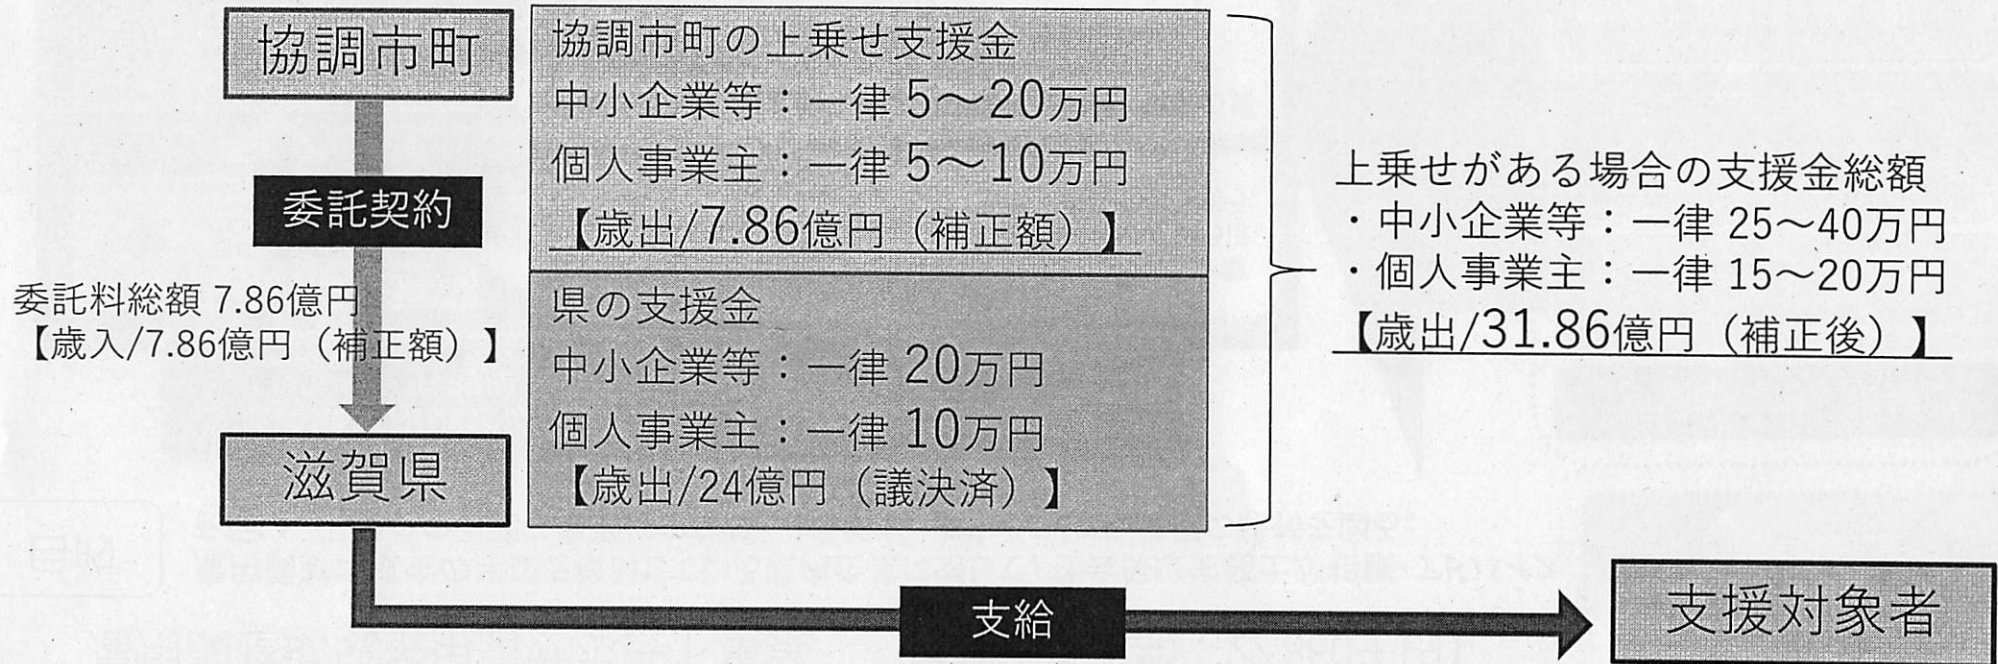 協調市町
委託契約
委託料総額 7.86億円
【歳入/7.86億円（補正額）】
滋賀県
協調市町の上乗せ支援金
中小企業等：一律 5～20万円
個人事業主：一律 5～10万円
【歳出/7.86億円（補正額）】
県の支援金
中小企業等：一律 20万円
個人事業主：一律 10万円
【歳出/24億円（議決済）】
上乗せがある場合の支援金総額
・中小企業等：一律 25～40万円
・個人事業主：一律 15～20万円
【歳出/31.86億円（補正後）】
支給
支援対象者